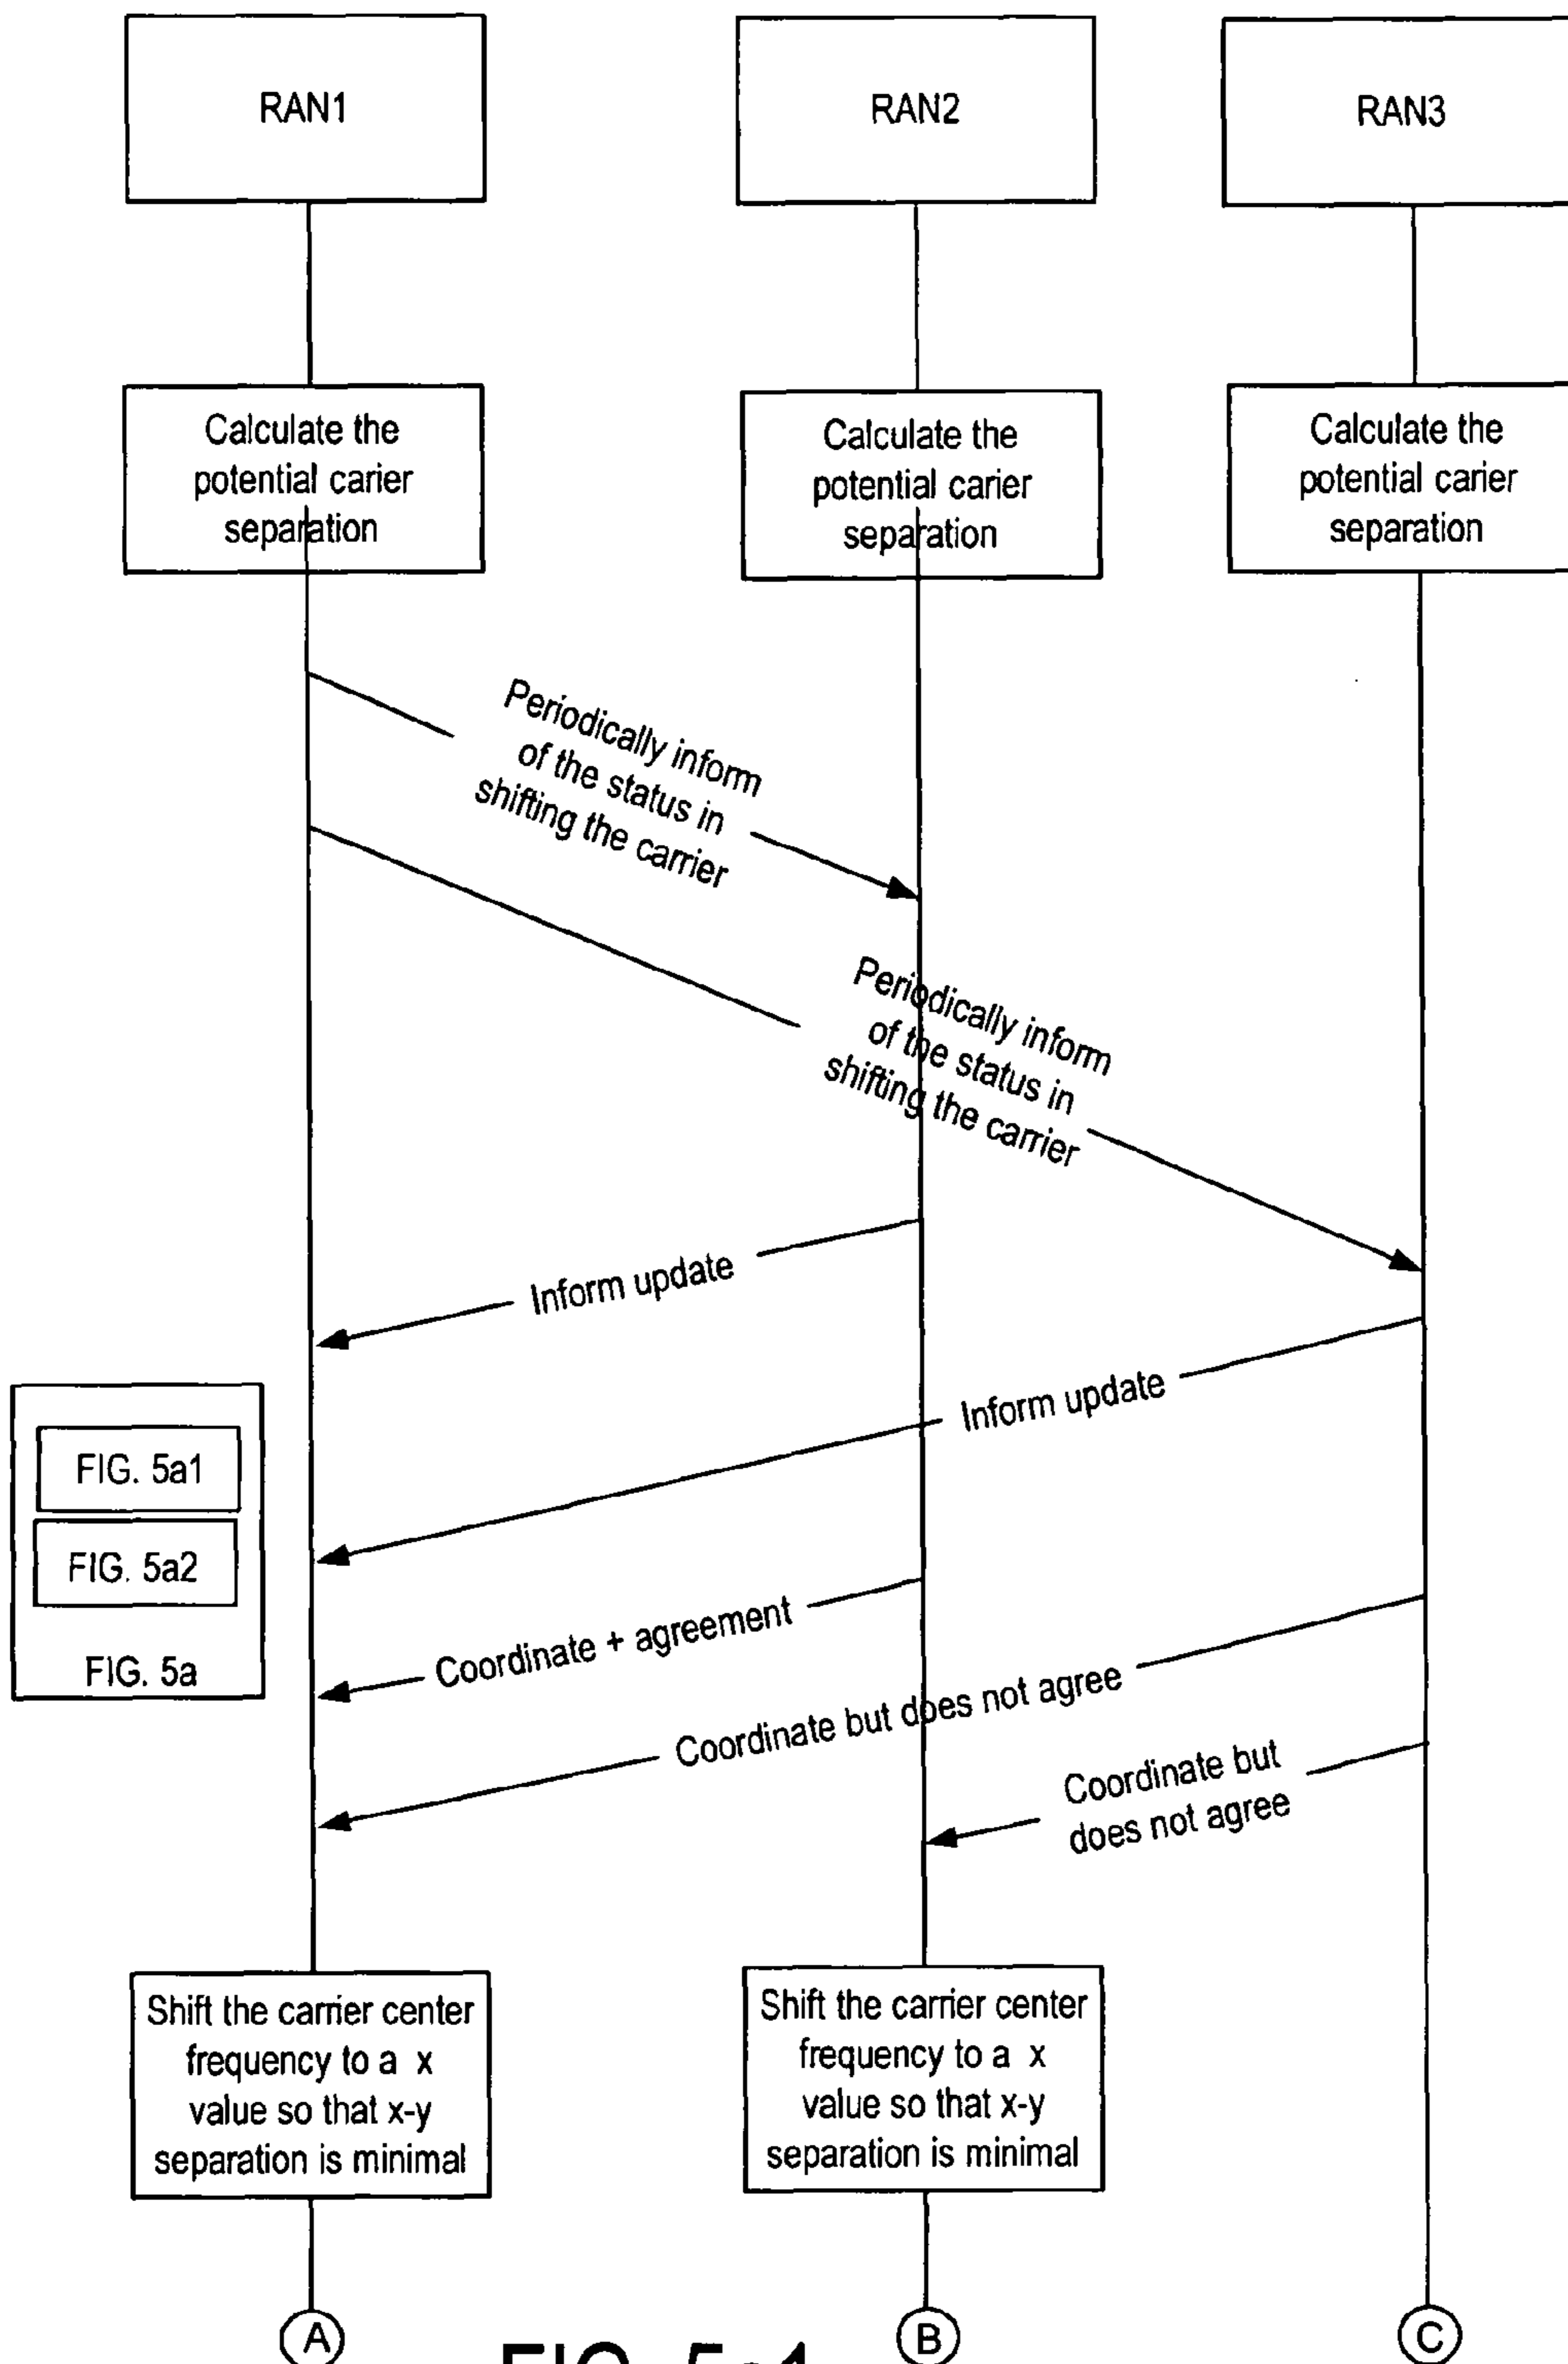 RAN1
RAN2
RAN3
Calculate the
potential carier
separation
Calculate the
potential carier
separation
Calculate the
potential carier
separation
Periodically inform
of the status in
shifting the carrier
Periodically inform
of the status in
shifting the carrier
Inform update
Inform update
FIG. 5a1
FIG. 5a2
FIG. 5a
Coordinate + agreement
Coordinate but does not agree
Coordinate but
does not agree
Shift the carrier center
frequency to a x
value so that x-y
separation is minimal
Shift the carrier center
frequency to a x
value so that x-y
separation is minimal
A
B
C
FIG. 5a1